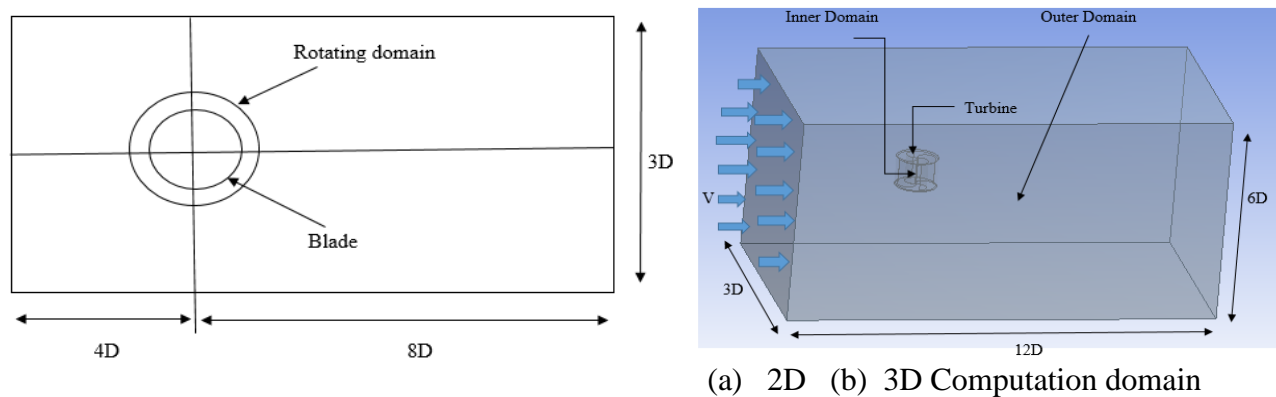 Rotating domain
Blade
3D
4D
8D
Inner Domain
Outer Domain
Turbine
V
6D
3D
12D
(a) 2D (b) 3D Computation domain